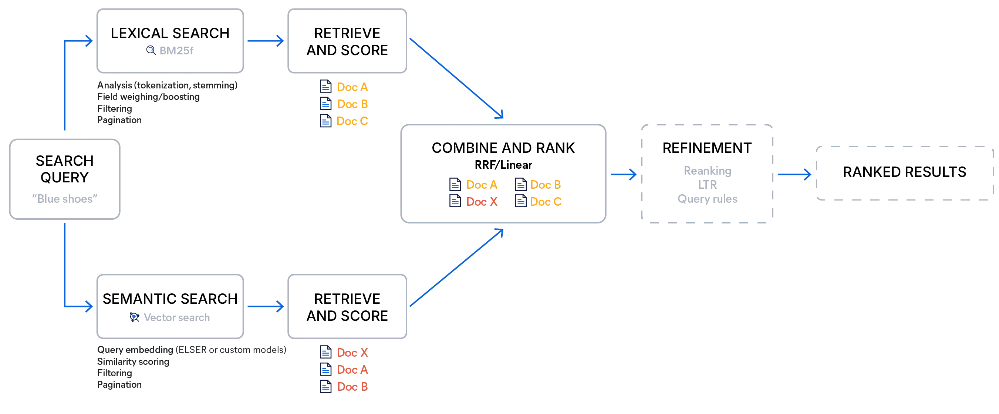 LEXICAL SEARCH
BM25f
Analysis (tokenization, stemming)
Field weighing/boosting
Filtering
Pagination
RETRIEVE
AND SCORE
Doc A
Doc B
Doc C
SEARCH
QUERY
“Blue shoes”
SEMANTIC SEARCH
Vector search
Query embedding (ELSER or custom models)
Similarity scoring
Filtering
Pagination
RETRIEVE
AND SCORE
Doc X
Doc A
Doc B
COMBINE AND RANK
RRF/Linear
Doc A Doc B
Doc X Doc C
REFINEMENT
Reanking
LTR
Query rules
RANKED RESULTS